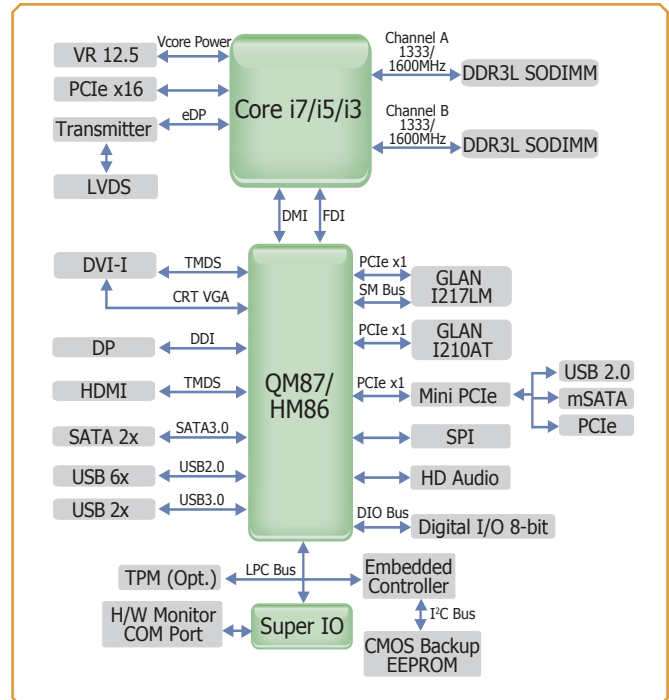 VR 12.5
Vcore Power
PCIe x16
Transmitter
eDP
LVDS
Core i7/i5/i3
Channel A
1333/
1600MHz
DDR3L SODIMM
Channel B
1333/
1600MHz
DDR3L SODIMM
DMI
FDI
DVI-I
TMDS
CRT VGA
DP
DDI
HDMI
TMDS
SATA 2x
SATA3.0
USB 6x
USB2.0
USB 2x
USB3.0
QM87/
HM86
PCIe x1
SM Bus
GLAN
I217LM
PCIe x1
GLAN
I210AT
PCIe x1
Mini PCIe
USB 2.0
mSATA
PCIe
SPI
HD Audio
DIO Bus
Digital I/O 8-bit
TPM (Opt.)
LPC Bus
Embedded
Controller
H/W Monitor
COM Port
Super IO
I²C Bus
CMOS Backup
EEPROM